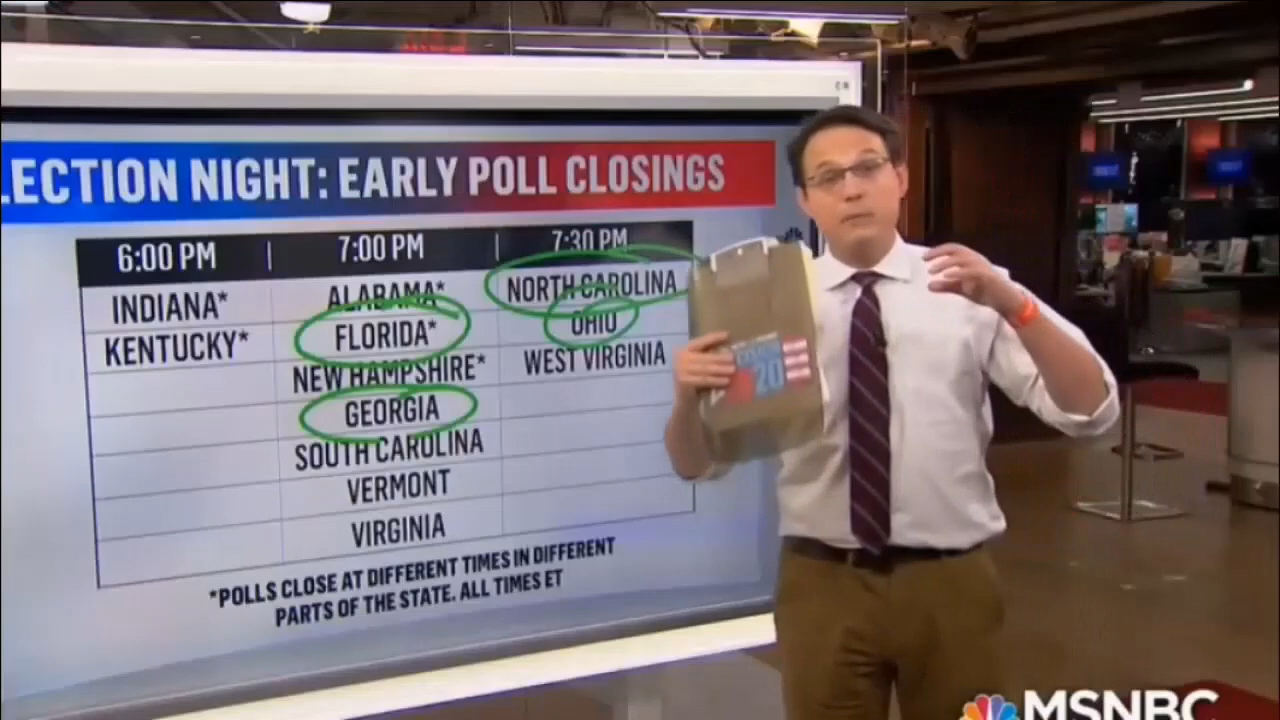 LECTION NIGHT: EARLY POLL CLOSINGS
6:00 PM | 7:00 PM | 7:30 PM
INDIANA* ALABAMA* NORTH CAROLINA
KENTUCKY* FLORIDA* OHIO
NEW HAMPSHIRE* WEST VIRGINIA
GEORGIA
SOUTH CAROLINA
VERMONT
VIRGINIA
*POLLS CLOSE AT DIFFERENT TIMES IN DIFFERENT
PARTS OF THE STATE. ALL TIMES ET
20
MSNBC